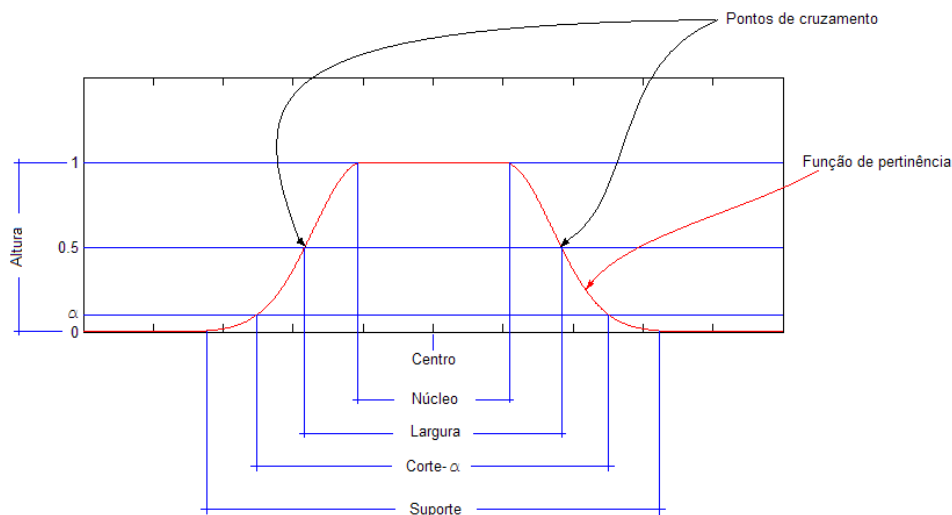 Pontos de cruzamento
1
Função de pertinência
Altura
0.5
α
0
Centro
Núcleo
Largura
Corte-α
Suporte